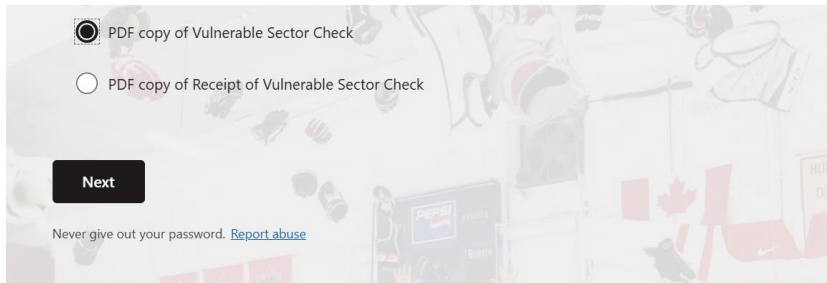 PDF copy of Vulnerable Sector Check
PDF copy of Receipt of Vulnerable Sector Check
Next
Never give out your password. Report abuse
PEPSI